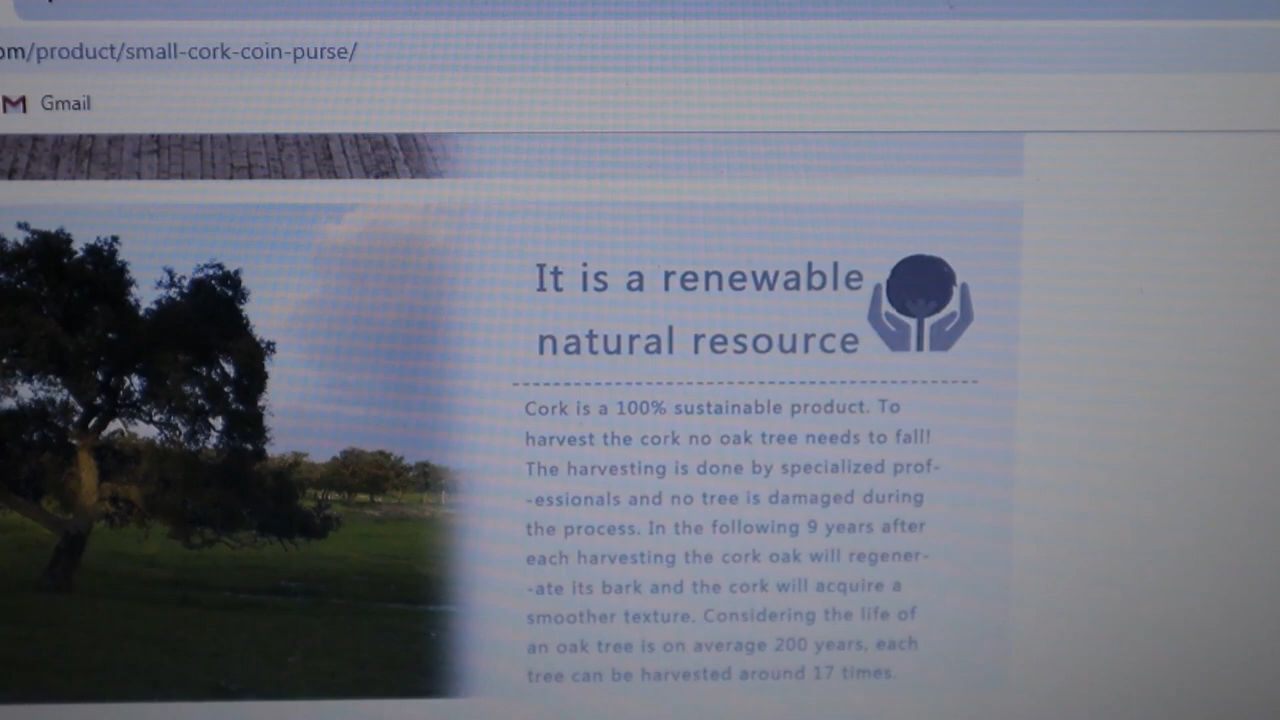 om/product/small-cork-coin-purse/
Gmail
It is a renewable
natural resource
Cork is a 100% sustainable product. To
harvest the cork no oak tree needs to fall!
The harvesting is done by specialized prof-
-essionals and no tree is damaged during
the process. In the following 9 years after
each harvesting the cork oak will regener-
-ate its bark and the cork will acquire a
smoother texture. Considering the life of
an oak tree is on average 200 years, each
tree can be harvested around 17 times.